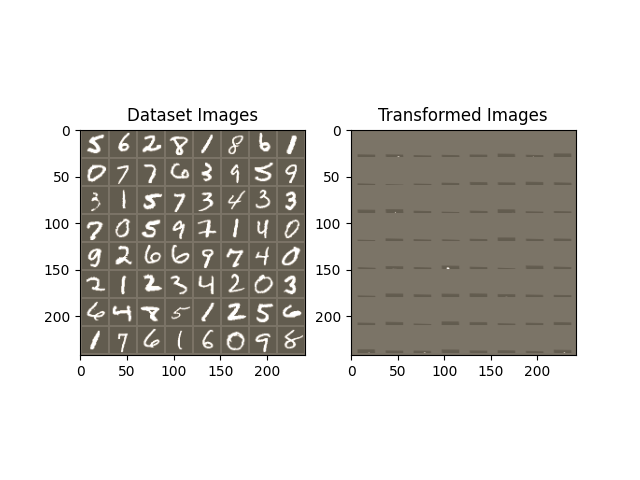 Dataset Images
Transformed Images
0
50
100
150
200
0 50 100 150 200
5 6 2 8 1 8 6 1
0 7 7 6 3 9 5 9
3 1 5 7 3 4 3 3
7 0 5 9 7 1 4 0
9 2 6 6 9 7 4 0
2 1 2 3 4 2 0 3
6 4 8 5 1 2 5 6
1 7 6 1 6 0 9 8
0
50
100
150
200
0 50 100 150 200